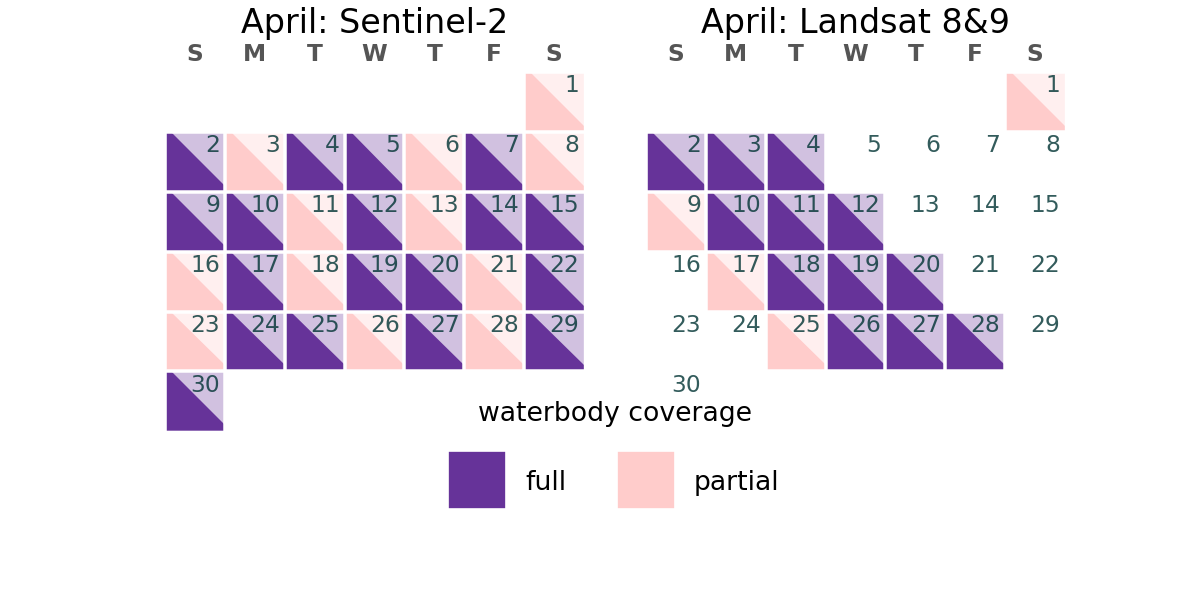 April: Sentinel-2
S M T W T F S
1
2 3 4 5 6 7 8
9 10 11 12 13 14 15
16 17 18 19 20 21 22
23 24 25 26 27 28 29
30
April: Landsat 8&9
S M T W T F S
1
2 3 4 5 6 7 8
9 10 11 12 13 14 15
16 17 18 19 20 21 22
23 24 25 26 27 28 29
30
waterbody coverage
full partial